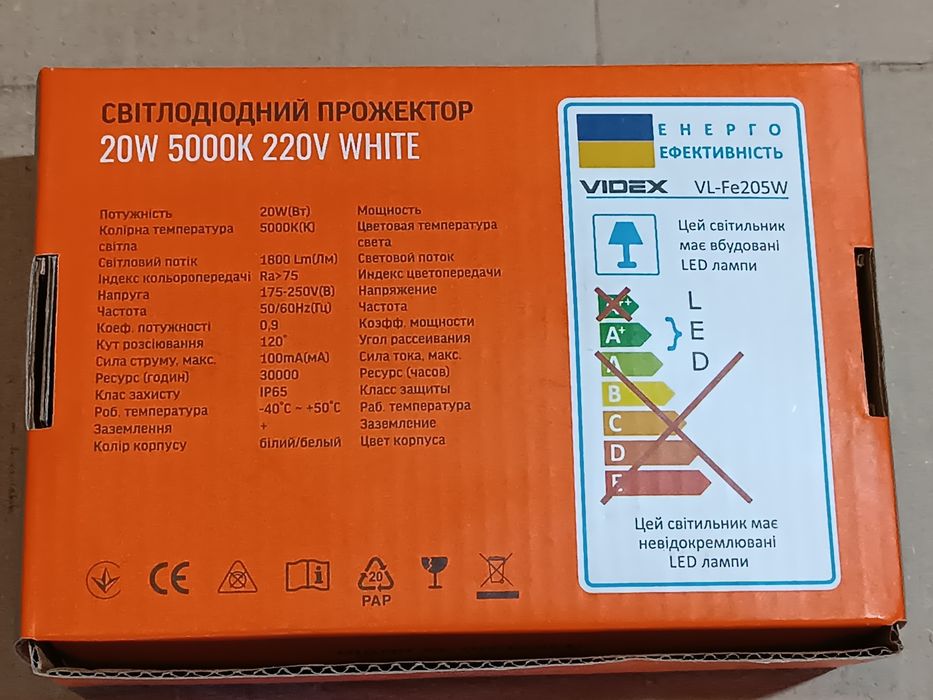 СВІТЛОДІОДНИЙ ПРОЖЕКТОР
20W 5000K 220V WHITE
Потужність 20W(Вт) Мощность
Колірна температура 5000K(К) Цветовая температура
світла света
Світловий потік 1800 Lm(Лм) Световой поток
Індекс кольоропередачі Ra>75 Индекс цветопередачи
Напруга 175-250V(В) Напряжение
Частота 50/60Hz(Гц) Частота
Коеф. потужності 0,9 Коэфф. мощности
Кут розсіювання 120° Угол рассеивания
Сила струму, макс. 100mA(мА) Сила тока, макс.
Ресурс (годин) 30000 Ресурс (часов)
Клас захисту IP65 Класс защиты
Роб. температура -40°C ~ +50°C Раб. температура
Заземлення + Заземление
Колір корпусу білий/белый Цвет корпуса
CE
20
PAP
ЕНЕРГО
ЕФЕКТИВНІСТЬ
VIDEX VL-Fe205W
Цей світильник
має вбудовані
LED лампи
A++
A+
A
B
C
D
E
L
E
D
Цей світильник має
невідокремлювані
LED лампи